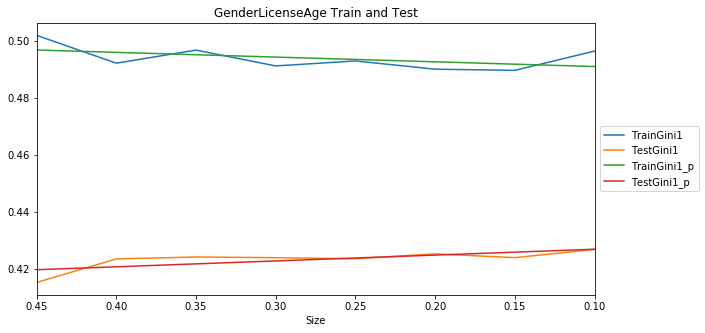 GenderLicenseAge Train and Test
0.50
0.48
0.46
0.44
0.42
0.45 0.40 0.35 0.30 0.25 0.20 0.15 0.10
Size
TrainGini1
TestGini1
TrainGini1_p
TestGini1_p